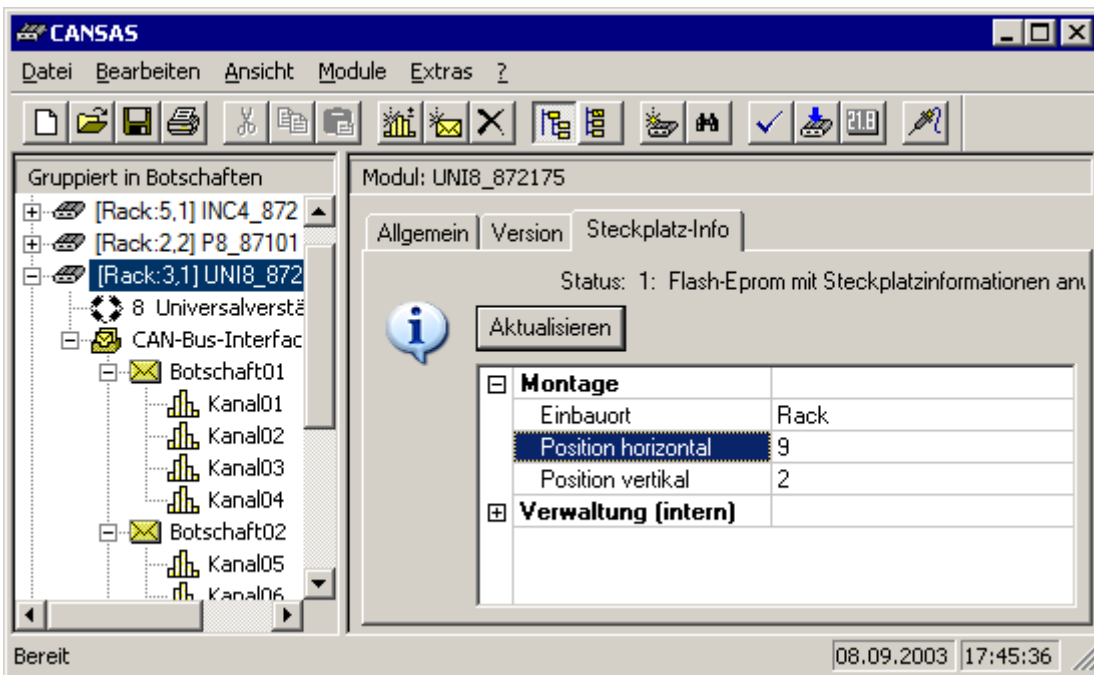 CANSAS
Datei Bearbeiten Ansicht Module Extras ?
Gruppiert in Botschaften
[Rack:5,1] INC4_872
[Rack:2,2] P8_87101
[Rack:3,1] UNI8_872
8 Universalverstä
CAN-Bus-Interfac
Botschaft01
Kanal01
Kanal02
Kanal03
Kanal04
Botschaft02
Kanal05
Kanal06
Modul: UNI8_872175
Allgemein Version Steckplatz-Info
Status: 1: Flash-Eprom mit Steckplatzinformationen
Aktualisieren
Montage
Einbauort Rack
Position horizontal 9
Position vertikal 2
Verwaltung (intern)
Bereit 08.09.2003 17:45:36